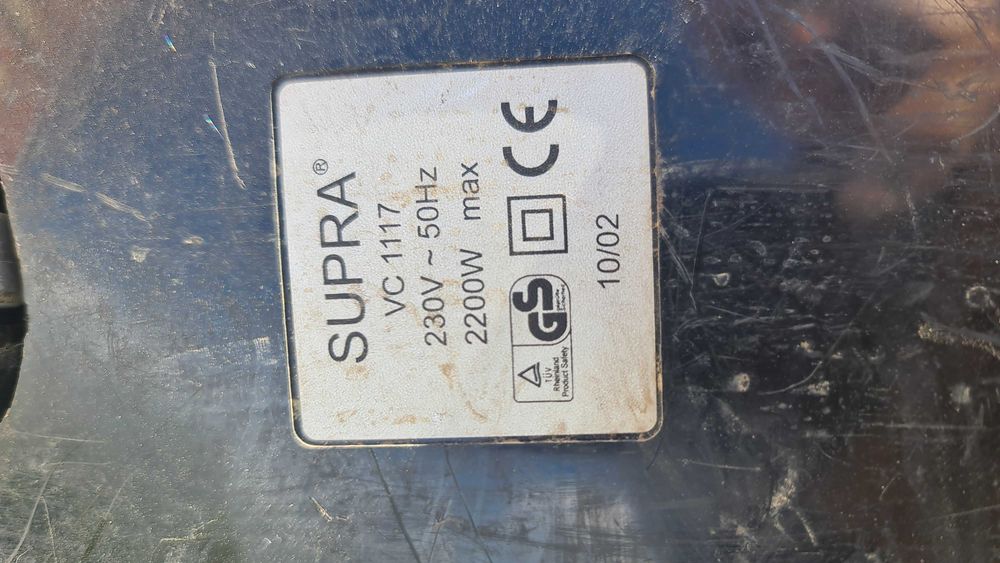 SUPRA®
VC 1117
230V ~ 50Hz
2200W max
TÜV
Rheinland
Product Safety
GS
CE
10/02